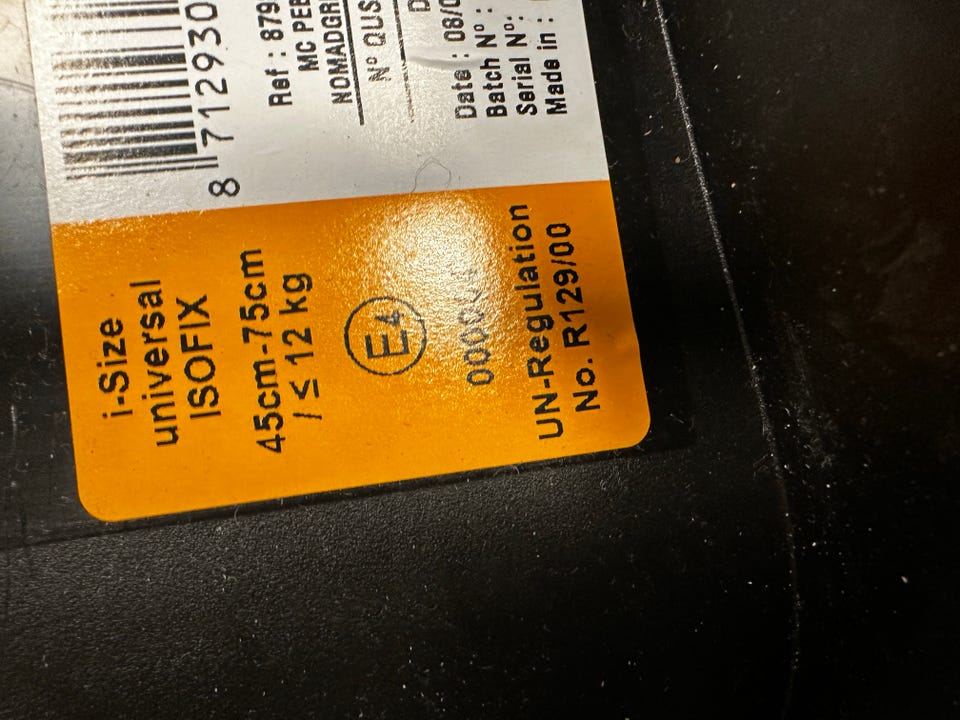 8 712930
Ref : 879
MC PEB
NOMADGR
N° QUS
D
Date : 08/0
Batch N° :
Serial N°:
Made in :
i-Size
universal
ISOFIX
45cm-75cm
/ ≤ 12 kg
E4
UN-Regulation
No. R129/00